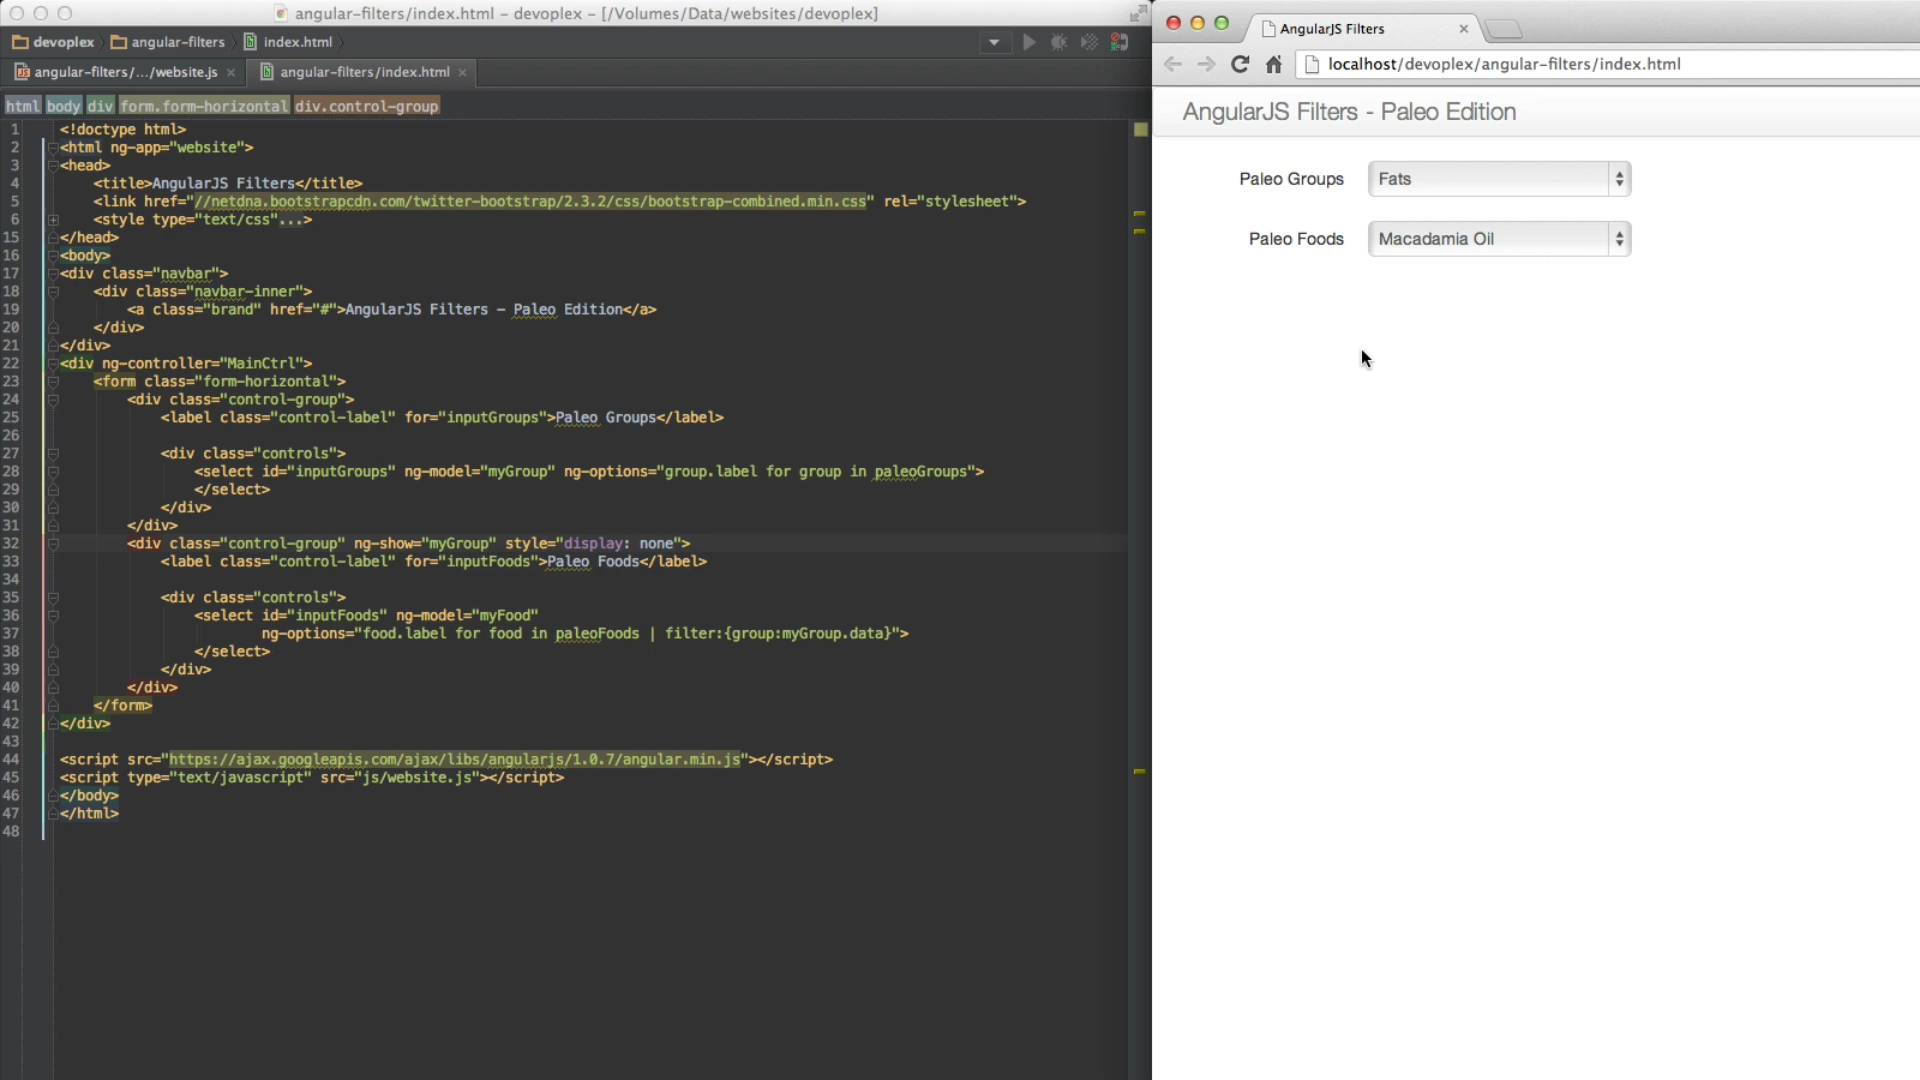 angular-filters/index.html - devoplex - [/Volumes/Data/websites/devoplex]
devoplex angular-filters index.html
angular-filters/.../website.js × angular-filters/index.html ×
html body div form.form-horizontal div.control-group
1 <!doctype html>
2 <html ng-app="website">
3 <head>
4 <title>AngularJS Filters</title>
5 <link href="//netdna.bootstrapcdn.com/twitter-bootstrap/2.3.2/css/bootstrap-combined.min.css" rel="stylesheet">
6 <style type="text/css"...>
15 </head>
16 <body>
17 <div class="navbar">
18 <div class="navbar-inner">
19 <a class="brand" href="#">AngularJS Filters - Paleo Edition</a>
20 </div>
21 </div>
22 <div ng-controller="MainCtrl">
23 <form class="form-horizontal">
24 <div class="control-group">
25 <label class="control-label" for="inputGroups">Paleo Groups</label>
26
27 <div class="controls">
28 <select id="inputGroups" ng-model="myGroup" ng-options="group.label for group in paleoGroups">
29 </select>
30 </div>
31 </div>
32 <div class="control-group" ng-show="myGroup" style="display: none">
33 <label class="control-label" for="inputFoods">Paleo Foods</label>
34
35 <div class="controls">
36 <select id="inputFoods" ng-model="myFood"
37 ng-options="food.label for food in paleoFoods | filter:{group:myGroup.data}">
38 </select>
39 </div>
40 </div>
41 </form>
42 </div>
43
44 <script src="https://ajax.googleapis.com/ajax/libs/angularjs/1.0.7/angular.min.js"></script>
45 <script type="text/javascript" src="js/website.js"></script>
46 </body>
47 </html>
48
AngularJS Filters ×
localhost/devoplex/angular-filters/index.html
AngularJS Filters - Paleo Edition
Paleo Groups Fats
Paleo Foods Macadamia Oil